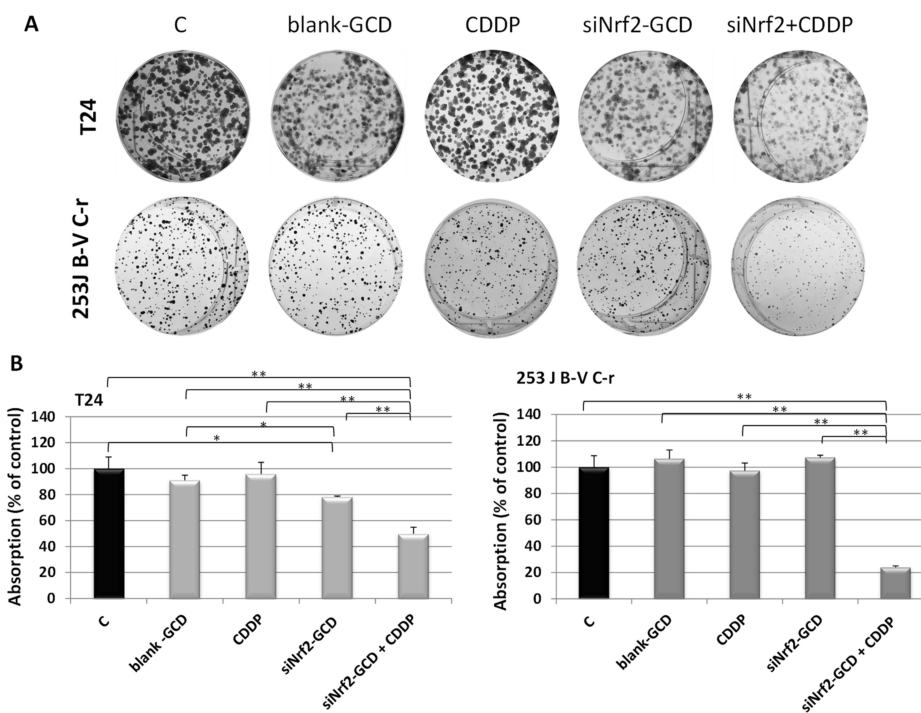 A
C blank-GCD CDDP siNrf2-GCD siNrf2+CDDP
T24
253J B-V C-r
B
T24
**
**
**
**
*
*
140
120
100
80
60
40
20
0
Absorption (% of control)
C
blank -GCD
CDDP
siNrf2-GCD
siNrf2-GCD + CDDP
253 J B-V C-r
**
**
**
**
140
120
100
80
60
40
20
0
Absorption (% of control)
C
blank-GCD
CDDP
siNrf2-GCD
siNrf2-GCD + CDDP